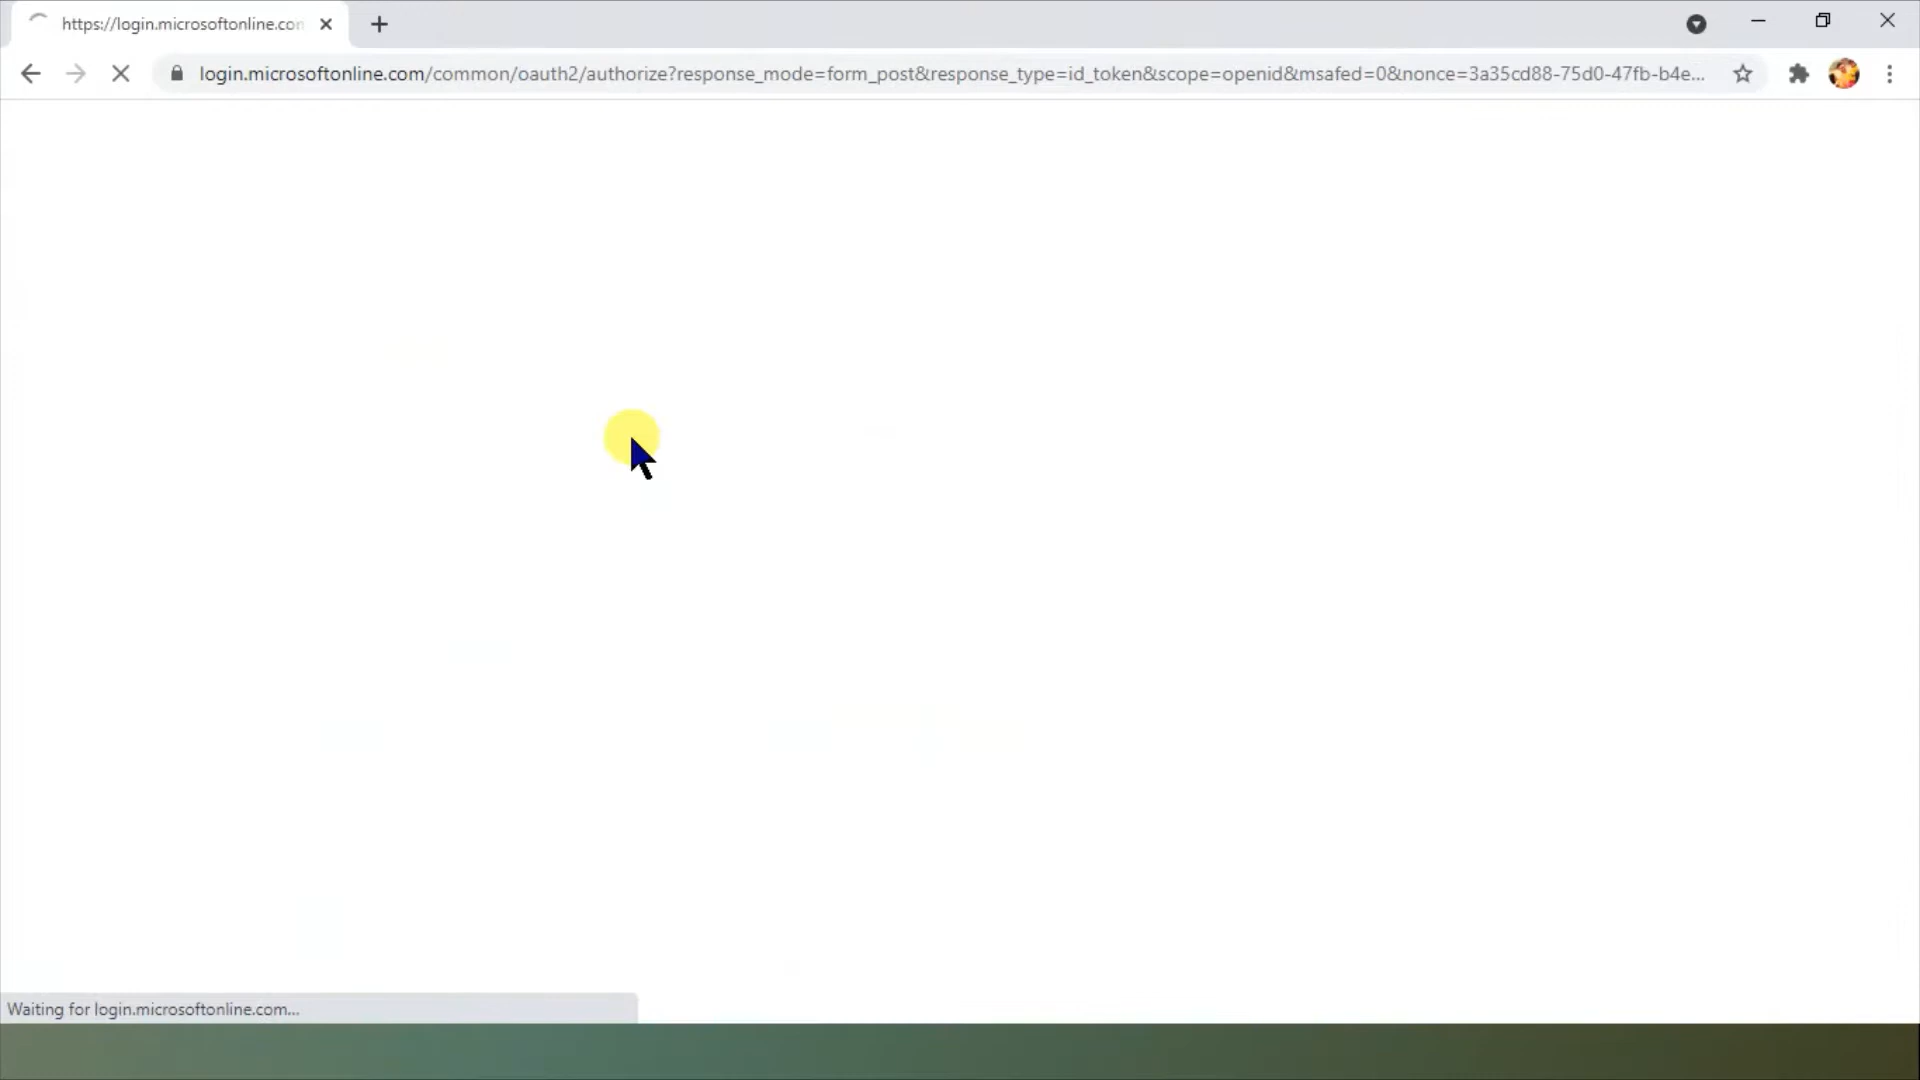 https://login.microsoftonline.con
login.microsoftonline.com/common/oauth2/authorize?response_mode=form_post&response_type=id_token&scope=openid&msafed=0&nonce=3a35cd88-75d0-47fb-b4e...
Waiting for login.microsoftonline.com...